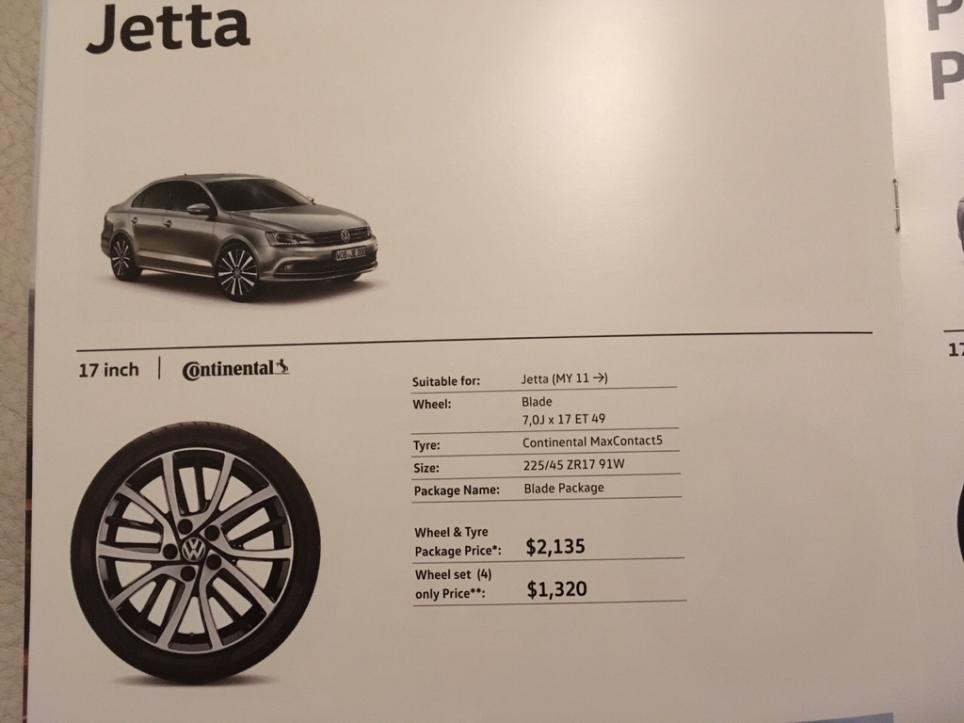 Jetta
P
P
17 inch
Continental
17
Suitable for: Jetta (MY 11 →)
Wheel: Blade
7,0J x 17 ET 49
Tyre: Continental MaxContact5
Size: 225/45 ZR17 91W
Package Name: Blade Package
Wheel & Tyre
Package Price*: $2,135
Wheel set (4)
only Price**: $1,320